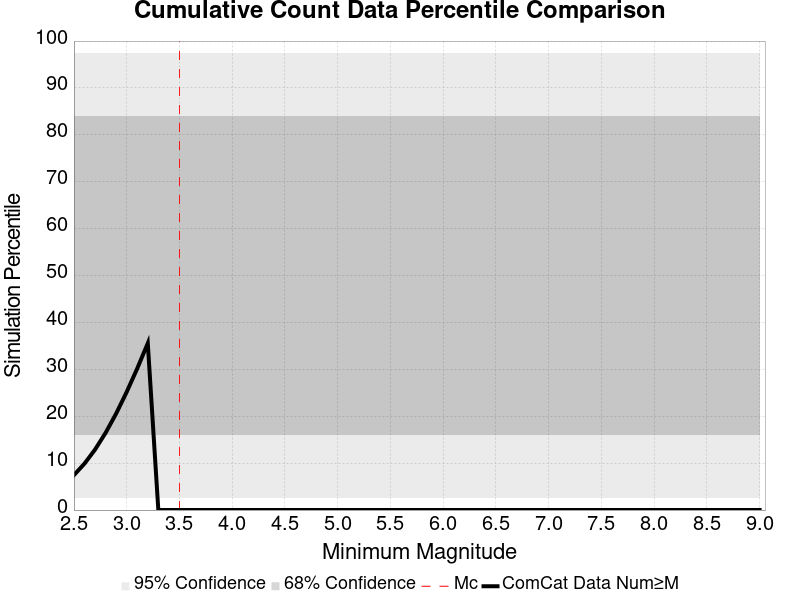 Cumulative Count Data Percentile Comparison
100
90
80
70
60
50
40
30
20
10
0
Simulation Percentile
2.5 3.0 3.5 4.0 4.5 5.0 5.5 6.0 6.5 7.0 7.5 8.0 8.5 9.0
Minimum Magnitude
95% Confidence 68% Confidence Mc ComCat Data Num≥M